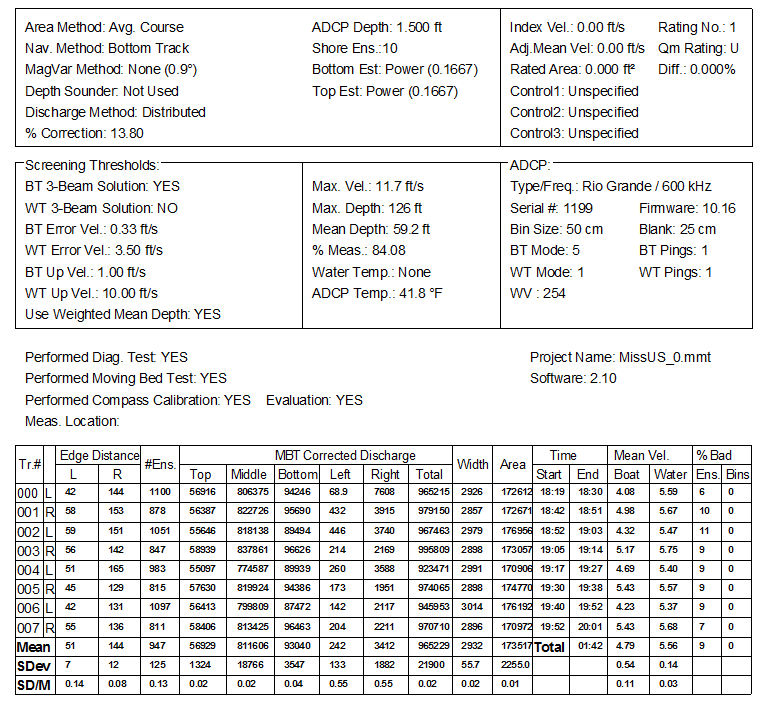 Area Method: Avg. Course ADCP Depth: 1.500 ft Index Vel.: 0.00 ft/s Rating No.: 1
Nav. Method: Bottom Track Shore Ens.:10 Adj.Mean Vel: 0.00 ft/s Qm Rating: U
MagVar Method: None (0.9°) Bottom Est: Power (0.1667) Rated Area: 0.000 ft² Diff.: 0.000%
Depth Sounder: Not Used Top Est: Power (0.1667) Control1: Unspecified
Discharge Method: Distributed Control2: Unspecified
% Correction: 13.80 Control3: Unspecified
Screening Thresholds: ADCP:
BT 3-Beam Solution: YES Max. Vel.: 11.7 ft/s Type/Freq.: Rio Grande / 600 kHz
WT 3-Beam Solution: NO Max. Depth: 126 ft Serial #: 1199 Firmware: 10.16
BT Error Vel.: 0.33 ft/s Mean Depth: 59.2 ft Bin Size: 50 cm Blank: 25 cm
WT Error Vel.: 3.50 ft/s % Meas.: 84.08 BT Mode: 5 BT Pings: 1
BT Up Vel.: 1.00 ft/s Water Temp.: None WT Mode: 1 WT Pings: 1
WT Up Vel.: 10.00 ft/s ADCP Temp.: 41.8 °F WV : 254
Use Weighted Mean Depth: YES
Performed Diag. Test: YES Project Name: MissUS_0.mmt
Performed Moving Bed Test: YES Software: 2.10
Performed Compass Calibration: YES Evaluation: YES
Meas. Location:
Tr.# Edge Distance #Ens. MBT Corrected Discharge Width Area Time Mean Vel. % Bad
L R Top Middle Bottom Left Right Total Start End Boat Water Ens. Bins
000 L 42 144 1100 56916 806375 94246 68.9 7608 965215 2926 172612 18:19 18:30 4.08 5.59 6 0
001 R 58 153 878 56387 822726 95690 432 3915 979150 2857 172671 18:42 18:51 4.98 5.67 10 0
002 L 59 151 1051 55646 818138 89494 446 3740 967463 2979 176956 18:52 19:03 4.32 5.47 11 0
003 R 56 142 847 58939 837861 96626 214 2169 995809 2898 173057 19:05 19:14 5.17 5.75 9 0
004 L 51 165 983 55097 774587 89939 260 3588 923471 2991 170906 19:17 19:27 4.69 5.40 9 0
005 R 45 129 815 57630 819924 94386 173 1951 974065 2898 174770 19:30 19:38 5.43 5.57 9 0
006 L 42 131 1097 56413 799809 87472 142 2117 945953 3014 176192 19:40 19:52 4.23 5.37 9 0
007 R 55 136 811 58406 813425 96463 204 2211 970710 2896 170972 19:52 20:01 5.43 5.68 7 0
Mean 51 144 947 56929 811606 93040 242 3412 965229 2932 173517 Total 01:42 4.79 5.56 9 0
SDev 7 12 125 1324 18766 3547 133 1882 21900 55.7 2255.0 0.54 0.14
SD/M 0.14 0.08 0.13 0.02 0.02 0.04 0.55 0.55 0.02 0.02 0.01 0.11 0.03